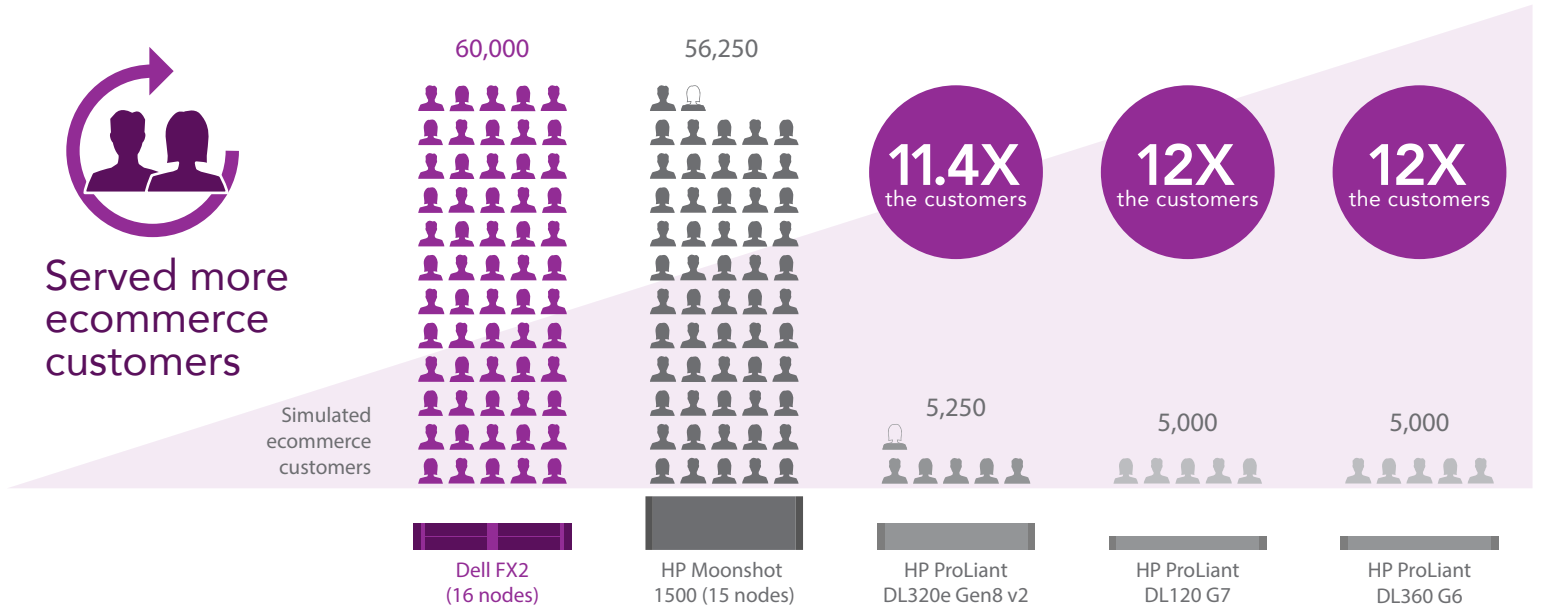 Served more
ecommerce
customers
Simulated
ecommerce
customers
60,000
56,250
11.4X
the customers
12X
the customers
12X
the customers
5,250
5,000
5,000
Dell FX2
(16 nodes)
HP Moonshot
1500 (15 nodes)
HP ProLiant
DL320e Gen8 v2
HP ProLiant
DL120 G7
HP ProLiant
DL360 G6